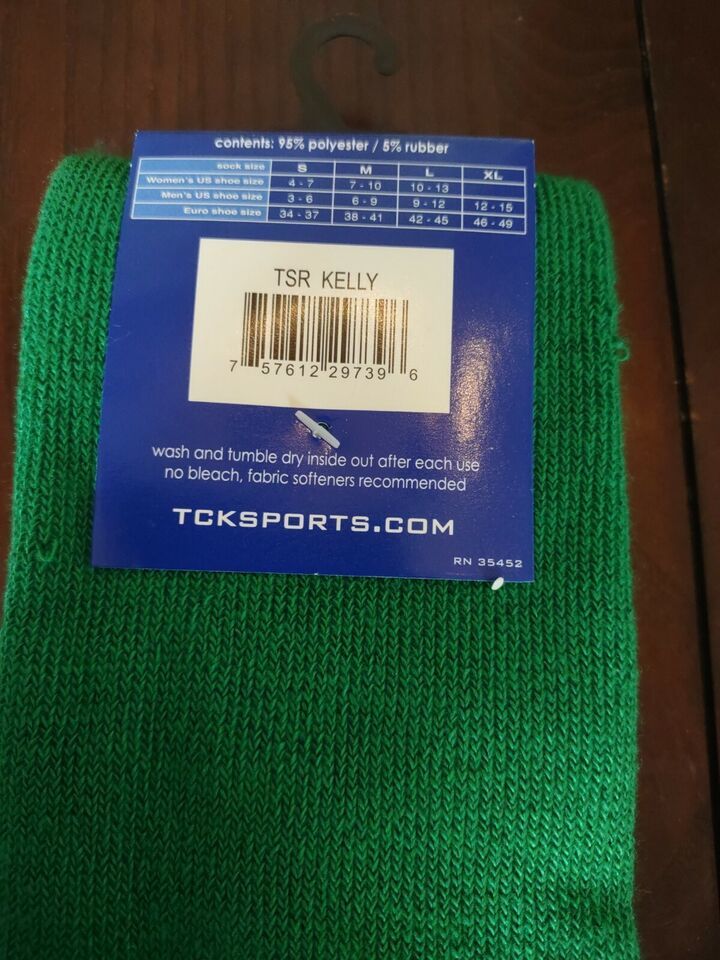 contents: 95% polyester / 5% rubber
sock size S M L XL
Women's US shoe size 4 - 7 7 - 10 10 - 13
Men's US shoe size 3 - 6 6 - 9 9 - 12 12 - 15
Euro shoe size 34 - 37 38 - 41 42 - 45 46 - 49
TSR KELLY
7 57612 29739 6
wash and tumble dry inside out after each use
no bleach, fabric softeners recommended
TCKSPORTS.COM
RN 35452